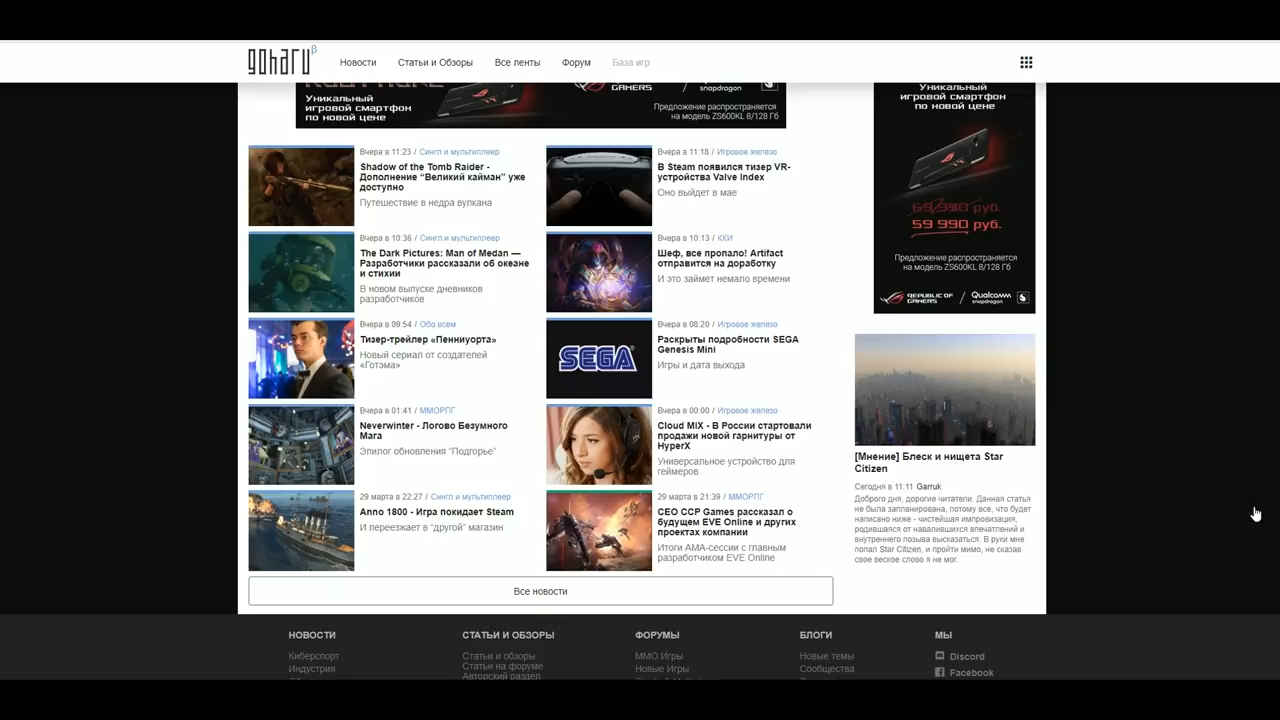 goharu β
Новости
Статьи и Обзоры
Все ленты
Форум
База игр
Уникальный
игровой смартфон
по новой цене
GAMERS
snapdragon
Предложение распространяется
на модель ZS600KL 8/128 Гб
Вчера в 11:23 / Сингл и мультиплеер
Shadow of the Tomb Raider -
Дополнение “Великий кайман” уже
доступно
Путешествие в недра вулкана
Вчера в 11:18 / Игровое железо
В Steam появился тизер VR-
устройства Valve Index
Оно выйдет в мае
Вчера в 10:36 / Сингл и мультиплеер
The Dark Pictures: Man of Medan —
Разработчики рассказали об океане
и стихии
В новом выпуске дневников
разработчиков
Вчера в 10:13 / ККИ
Шеф, все пропало! Artifact
отправится на доработку
И это займет немало времени
Вчера в 09:54 / Обо всем
Тизер-трейлер «Пенниуорта»
Новый сериал от создателей
«Готэма»
Вчера в 08:20 / Игровое железо
SEGA
Раскрыты подробности SEGA
Genesis Mini
Игры и дата выхода
Вчера в 01:41 / ММОРПГ
Neverwinter - Логово Безумного
Мага
Эпилог обновления “Подгорье”
Вчера в 00:00 / Игровое железо
Cloud MiX - В России стартовали
продажи новой гарнитуры от
HyperX
Универсальное устройство для
геймеров
29 марта в 22:27 / Сингл и мультиплеер
Anno 1800 - Игра покидает Steam
И переезжает в “другой” магазин
29 марта в 21:39 / ММОРПГ
CEO CCP Games рассказал о
будущем EVE Online и других
проектах компании
Итоги AMA-сессии с главным
разработчиком EVE Online
Все новости
Уникальный
игровой смартфон
по новой цене
69 990 руб.
59 990 руб.
Предложение распространяется
на модель ZS600KL 8/128 Гб
REPUBLIC OF
GAMERS
Qualcomm
snapdragon
[Мнение] Блеск и нищета Star
Citizen
Сегодня в 11:11 Garruk
Доброго дня, дорогие читатели. Данная статья
не была запланирована, потому все, что будет
написано ниже - чистейшая импровизация,
родившаяся от навалившихся впечатлений и
внутреннего позыва высказаться. В руки мне
попал Star Citizen, и пройти мимо, не сказав
свое веское слово я не мог.
НОВОСТИ
Киберспорт
Индустрия
СТАТЬИ И ОБЗОРЫ
Статьи и обзоры
Статьи на форуме
Авторский раздел
ФОРУМЫ
ММО Игры
Новые Игры
БЛОГИ
Новые темы
Сообщества
МЫ
Discord
Facebook